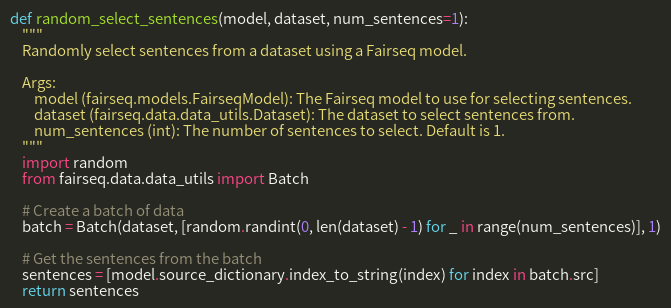 def random_select_sentences(model, dataset, num_sentences=1):
"""
Randomly select sentences from a dataset using a Fairseq model.
Args:
model (fairseq.models.FairseqModel): The Fairseq model to use for selecting sentences.
dataset (fairseq.data.data_utils.Dataset): The dataset to select sentences from.
num_sentences (int): The number of sentences to select. Default is 1.
"""
import random
from fairseq.data.data_utils import Batch
# Create a batch of data
batch = Batch(dataset, [random.randint(0, len(dataset) - 1) for _ in range(num_sentences)], 1)
# Get the sentences from the batch
sentences = [model.source_dictionary.index_to_string(index) for index in batch.src]
return sentences